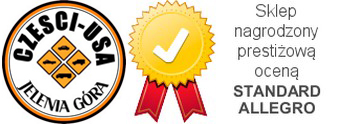 CZESCI-USA
JELENIA GÓRA
Sklep
nagrodzony
prestiżową
oceną
STANDARD
ALLEGRO